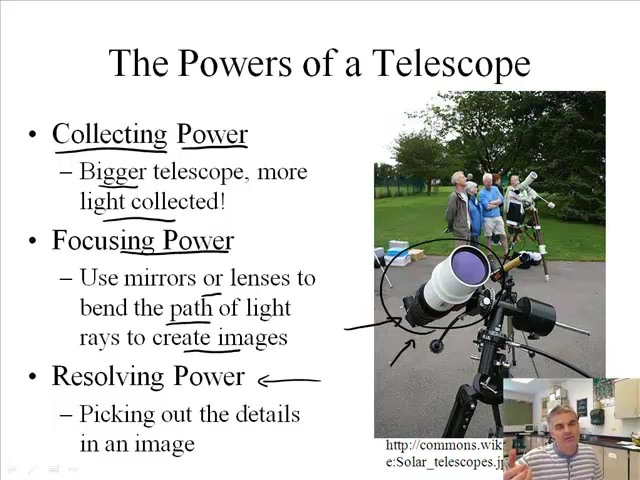 The Powers of a Telescope
• Collecting Power
– Bigger telescope, more
light collected!
• Focusing Power
– Use mirrors or lenses to
bend the path of light
rays to create images
• Resolving Power
– Picking out the details
in an image
http://commons.wik
e:Solar_telescopes.jp